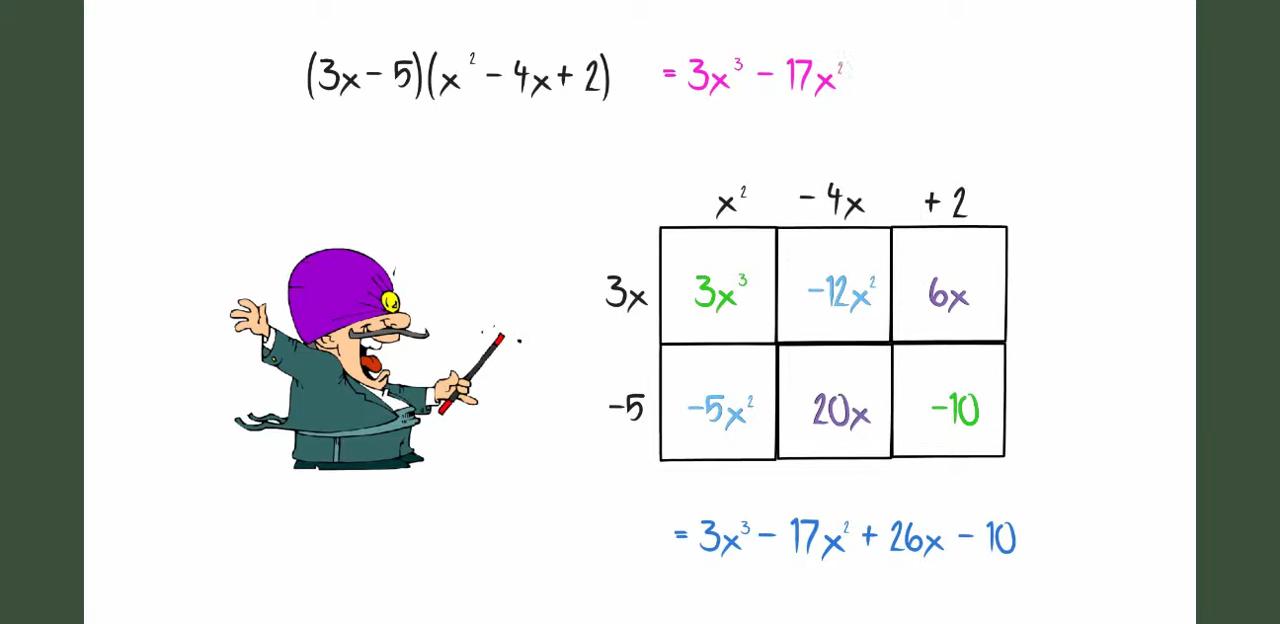 (3x − 5)(x² − 4x + 2) = 3x³ − 17x²
x² − 4x + 2
3x 3x³ −12x² 6x
−5 −5x² 20x −10
= 3x³ − 17x² + 26x − 10